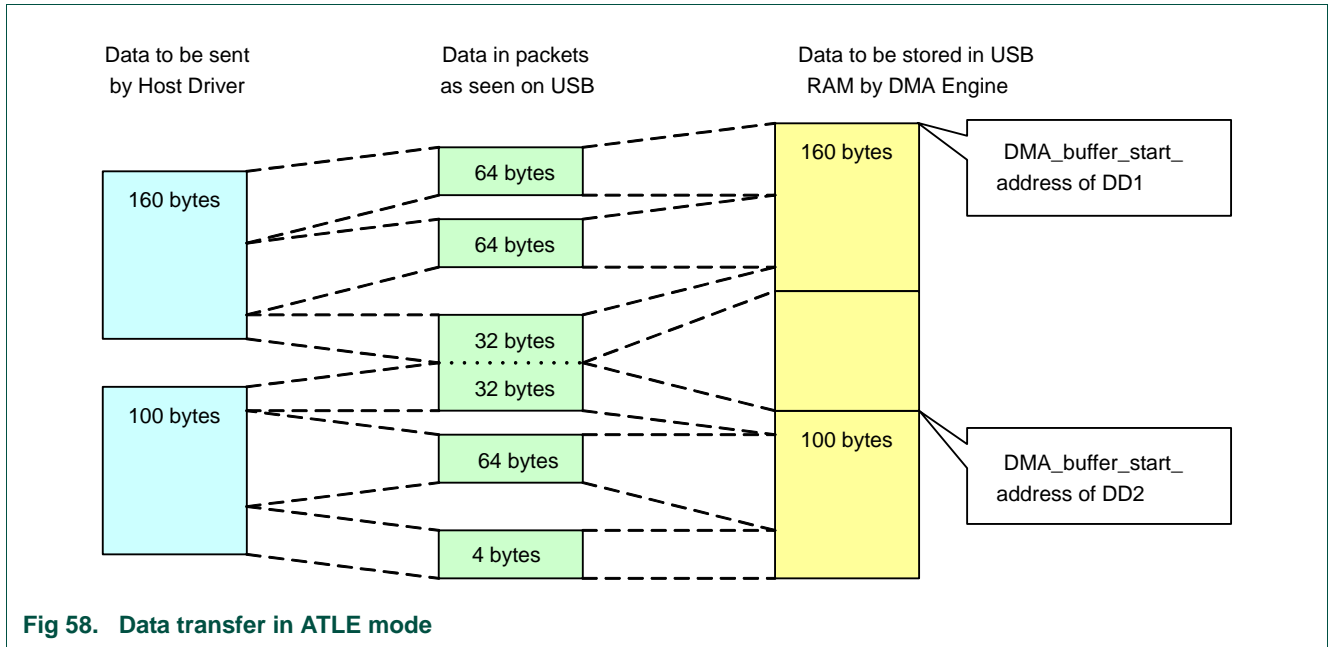 Data to be sent
by Host Driver
Data in packets
as seen on USB
Data to be stored in USB
RAM by DMA Engine
160 bytes
100 bytes
64 bytes
64 bytes
32 bytes
32 bytes
64 bytes
4 bytes
160 bytes
100 bytes
DMA_buffer_start_
address of DD1
DMA_buffer_start_
address of DD2
Fig 58. Data transfer in ATLE mode